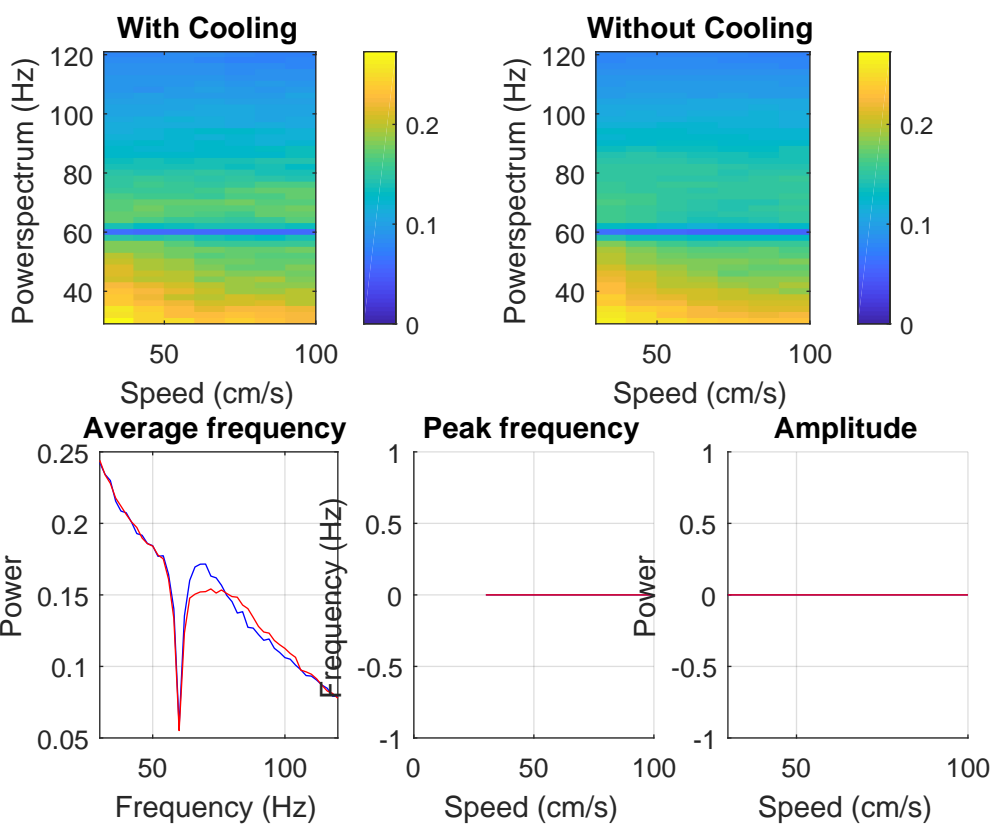 With Cooling
Powerspectrum (Hz)
120
100
80
60
40
50
100
Speed (cm/s)
0.2
0.1
0
Without Cooling
Powerspectrum (Hz)
120
100
80
60
40
50
100
Speed (cm/s)
0.2
0.1
0
Average frequency
Power
0.25
0.2
0.15
0.1
0.05
50
100
Frequency (Hz)
Peak frequency
Frequency (Hz)
1
0.5
0
-0.5
-1
0
50
100
Speed (cm/s)
Amplitude
Power
1
0.5
0
-0.5
-1
50
100
Speed (cm/s)